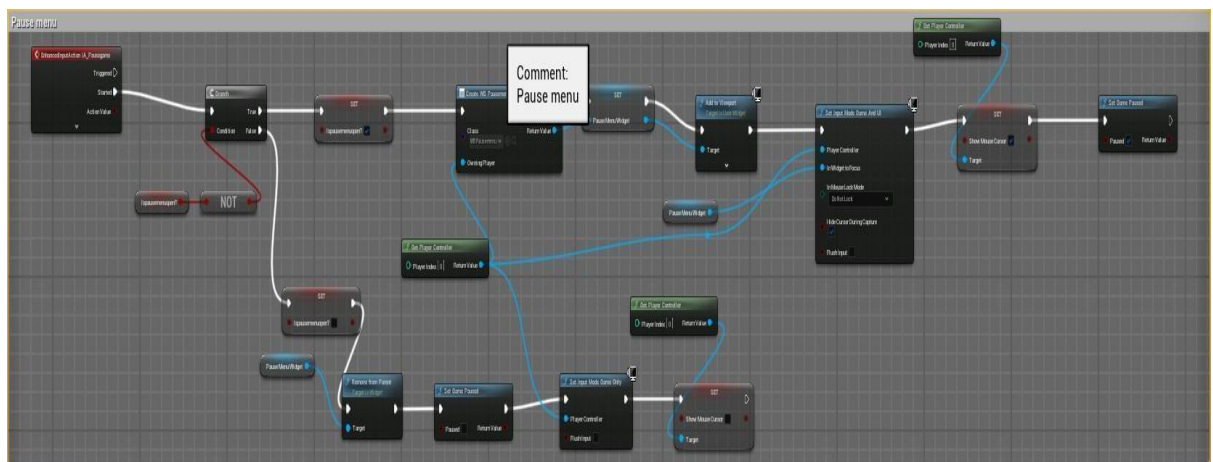 Pause menu
EnhancedInputAction IA_Pausegame
Triggered
Started
Action Value
Branch
True
Condition
False
Ispausemenuopen?
NOT
SET
Ispausemenuopen?
Class
Return Value
Owning Player
Comment:
Pause menu
SET
Pause Menu Widget
Add to Viewport
Target is User Widget
Target
Set Input Mode Game And UI
Player Controller
In Widget to Focus
In Mouse Lock Mode
Do Not Lock
Hide Cursor During Capture
Flush Input
Pause Menu Widget
Get Player Controller
Player Index 0
Return Value
SET
Show Mouse Cursor
Target
Set Game Paused
Paused
Return Value
Get Player Controller
Player Index 0
Return Value
SET
Ispausemenuopen?
Pause Menu Widget
Remove from Parent
Target is Widget
Target
Set Game Paused
Paused
Return Value
Set Input Mode Game Only
Player Controller
Flush Input
Get Player Controller
Player Index 0
Return Value
SET
Show Mouse Cursor
Target